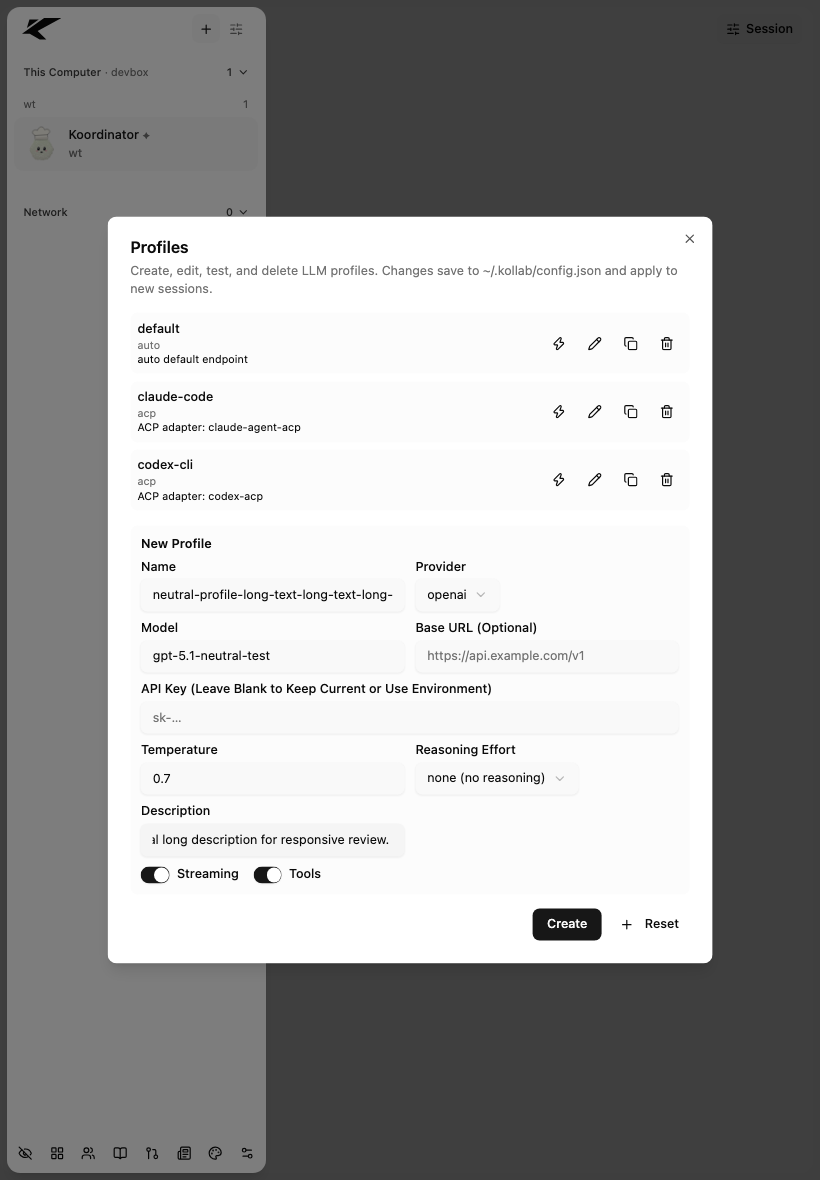 Session
This Computer · devbox 1
wt 1
Koordinator
wt
Network 0
Profiles
Create, edit, test, and delete LLM profiles. Changes save to ~/.kollab/config.json and apply to
new sessions.
default
auto
auto default endpoint
claude-code
acp
ACP adapter: claude-agent-acp
codex-cli
acp
ACP adapter: codex-acp
New Profile
Name Provider
neutral-profile-long-text-long-text-long- openai
Model Base URL (Optional)
gpt-5.1-neutral-test https://api.example.com/v1
API Key (Leave Blank to Keep Current or Use Environment)
sk-...
Temperature Reasoning Effort
0.7 none (no reasoning)
Description
al long description for responsive review.
Streaming Tools
Create + Reset